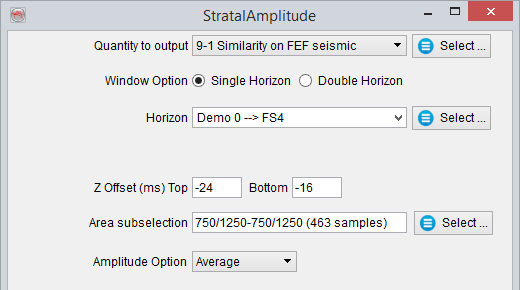 StratalAmplitude
Quantity to output 9-1 Similarity on FEF seismic Select ...
Window Option Single Horizon Double Horizon
Horizon Demo 0 --> FS4 Select ...
Z Offset (ms) Top -24 Bottom -16
Area subselection 750/1250-750/1250 (463 samples) Select ...
Amplitude Option Average